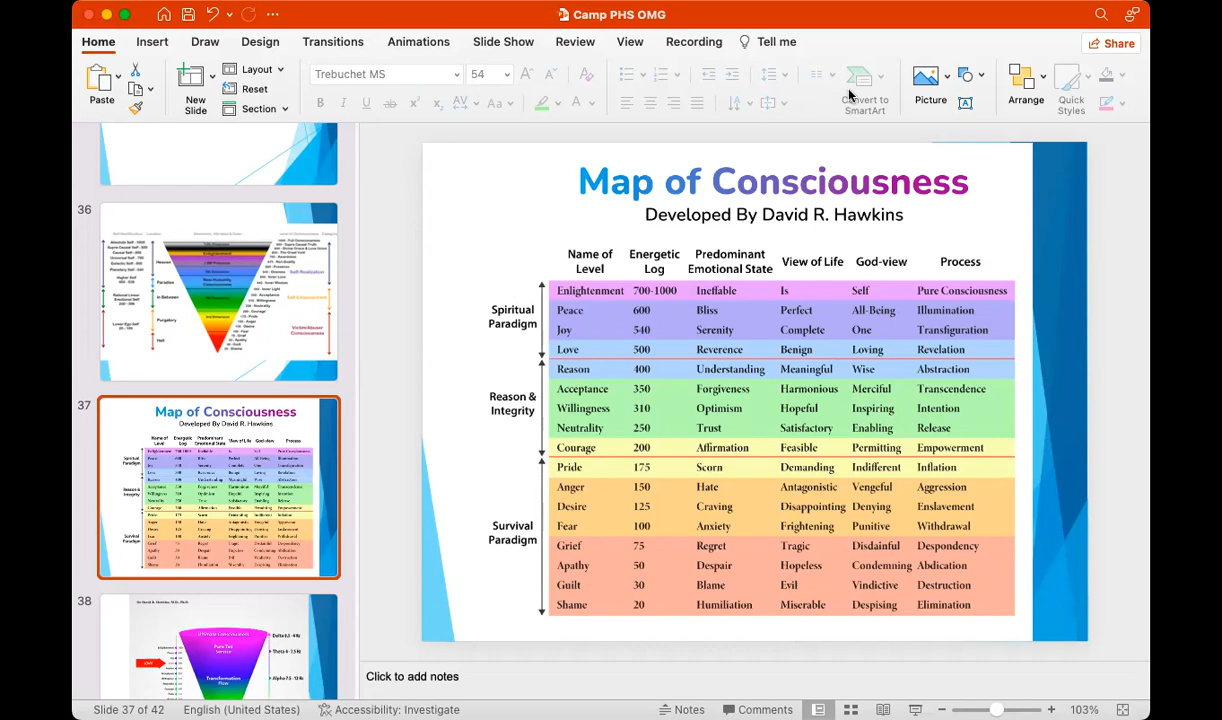 Camp PHS OMG
Home Insert Draw Design Transitions Animations Slide Show Review View Recording Tell me Share
Paste New Slide Layout Reset Section Trebuchet MS 54 Convert to SmartArt Picture Arrange Quick Styles
36
37
Map of Consciousness
Developed By David R. Hawkins
38
Map of Consciousness
Developed By David R. Hawkins
Name of Level Energetic Log Predominant Emotional State View of Life God-view Process
Spiritual Paradigm
Enlightenment 700-1000 Ineffable Is Self Pure Consciousness
Peace 600 Bliss Perfect All-Being Illumination
Joy 540 Serenity Complete One Transfiguration
Love 500 Reverence Benign Loving Revelation
Reason & Integrity
Reason 400 Understanding Meaningful Wise Abstraction
Acceptance 350 Forgiveness Harmonious Merciful Transcendence
Willingness 310 Optimism Hopeful Inspiring Intention
Neutrality 250 Trust Satisfactory Enabling Release
Courage 200 Affirmation Feasible Permitting Empowerment
Survival Paradigm
Pride 175 Scorn Demanding Indifferent Inflation
Anger 150 Hate Antagonistic Vengeful Aggression
Desire 125 Craving Disappointing Denying Enslavement
Fear 100 Anxiety Frightening Punitive Withdrawal
Grief 75 Regret Tragic Disdainful Despondency
Apathy 50 Despair Hopeless Condemning Abdication
Guilt 30 Blame Evil Vindictive Destruction
Shame 20 Humiliation Miserable Despising Elimination
Click to add notes
Slide 37 of 42 English (United States) Accessibility: Investigate Notes Comments 103%